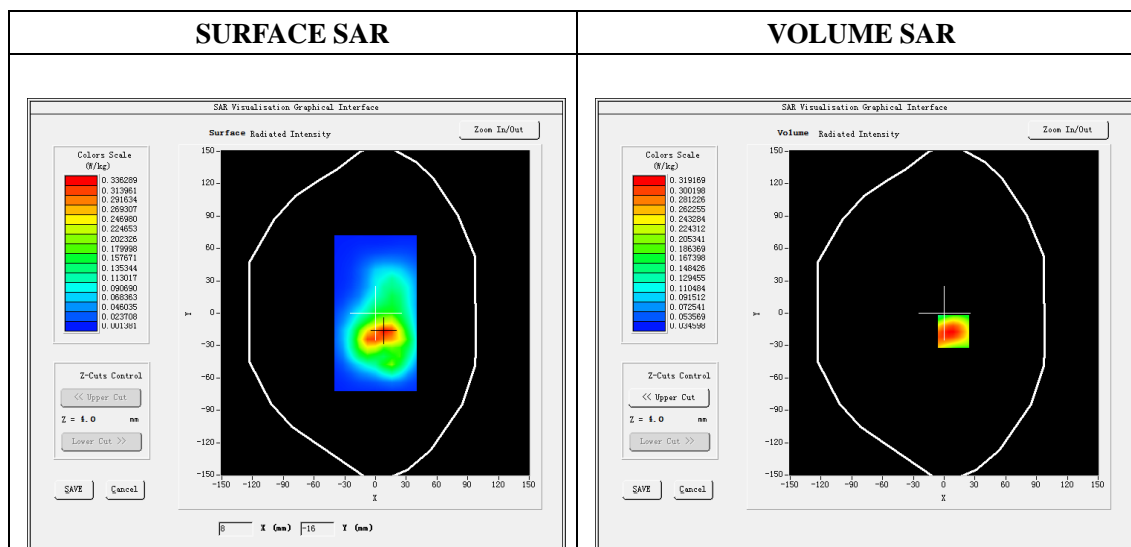 SURFACE SAR
VOLUME SAR
SAR Visualisation Graphical Interface
Surface Radiated Intensity
Zoom In/Out
Colors Scale
(W/kg)
0.336289
0.313961
0.291634
0.269307
0.246980
0.224653
0.202326
0.179998
0.157671
0.135344
0.113017
0.090690
0.068363
0.046035
0.023708
0.001381
150
120
90
60
30
0
-30
-60
-90
-120
-150
Y
-150 -120 -90 -60 -30 0 30 60 90 120 150
X
Z-Cuts Control
<< Upper Cut
Z = 4.0 mm
Lower Cut >>
SAVE Cancel
8 X (mm) -16 Y (mm)
SAR Visualisation Graphical Interface
Volume Radiated Intensity
Zoom In/Out
Colors Scale
(W/kg)
0.319169
0.300198
0.281226
0.262255
0.243284
0.224312
0.205341
0.186369
0.167398
0.148426
0.129455
0.110484
0.091512
0.072541
0.053569
0.034598
150
120
90
60
30
0
-30
-60
-90
-120
-150
Y
-150 -120 -90 -60 -30 0 30 60 90 120 150
X
Z-Cuts Control
<< Upper Cut
Z = 4.0 mm
Lower Cut >>
SAVE Cancel